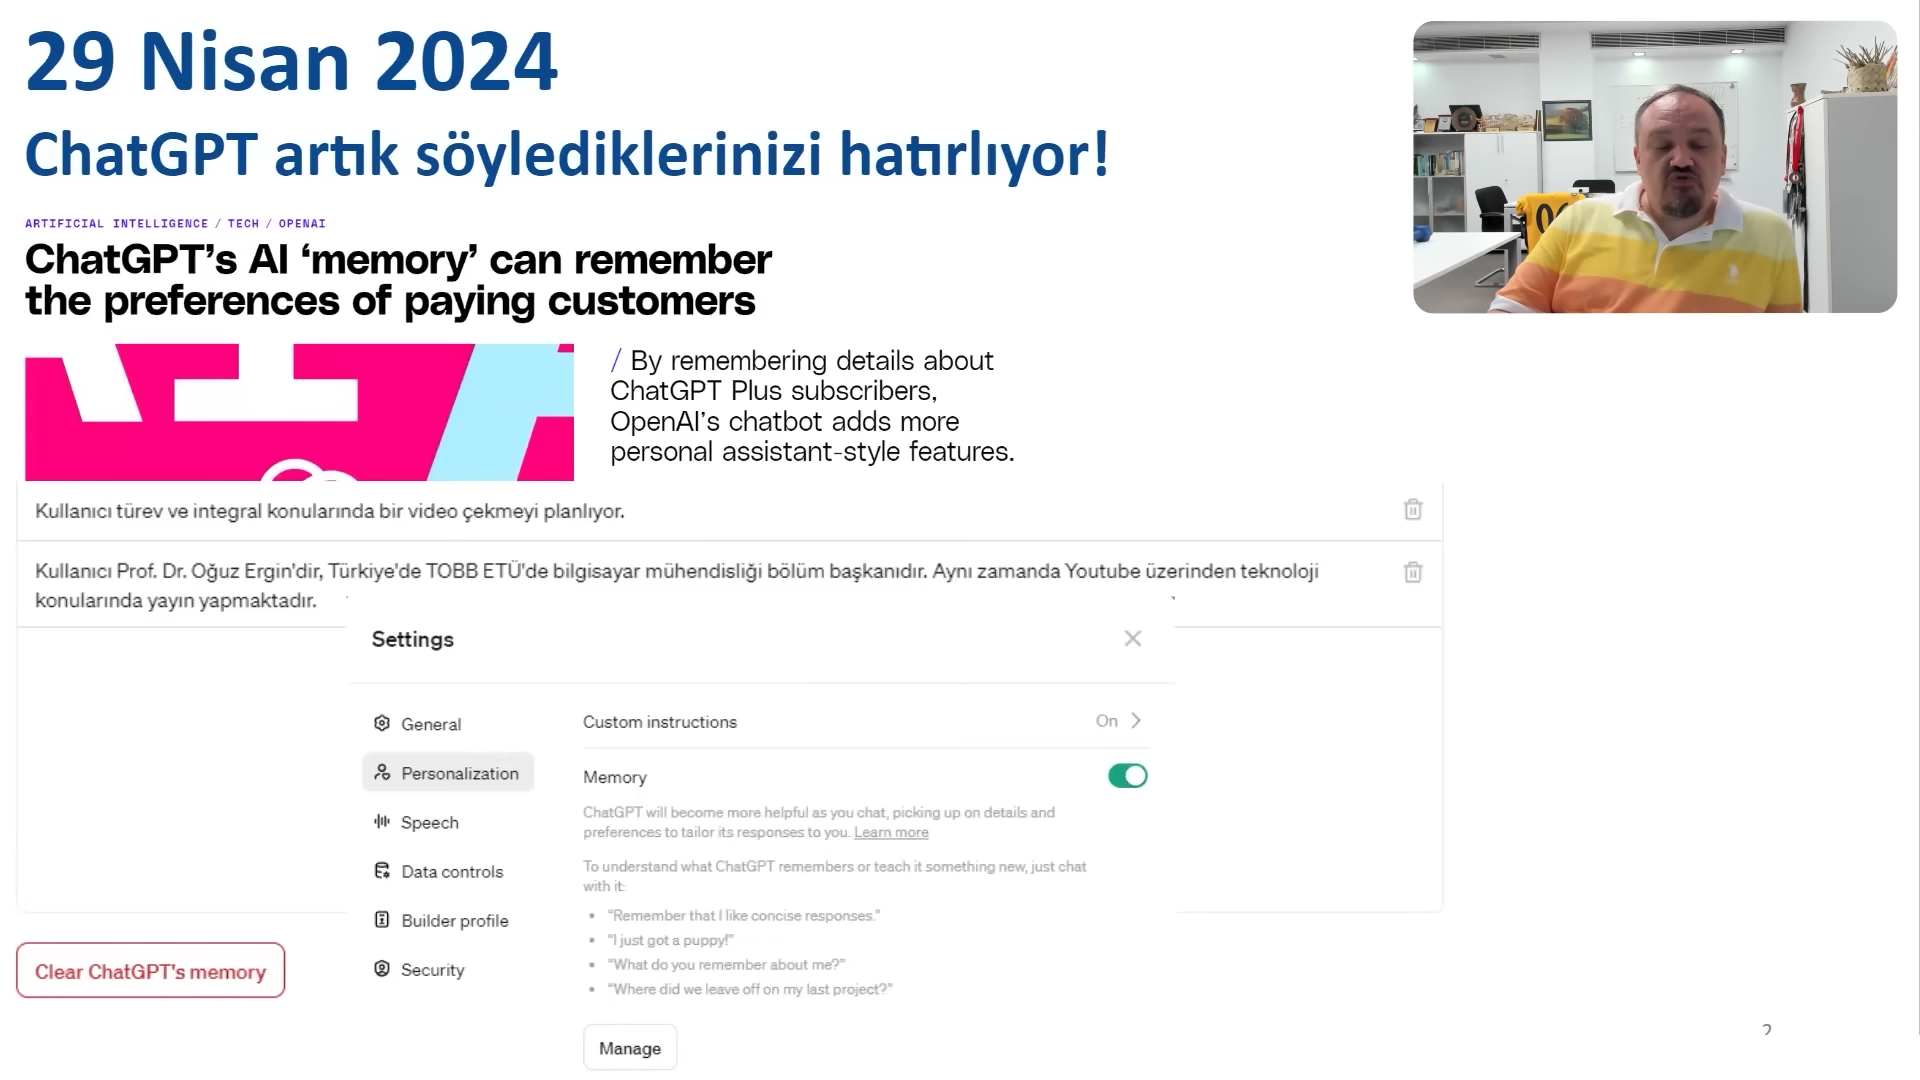 29 Nisan 2024
ChatGPT artık söylediklerinizi hatırlıyor!
ARTIFICIAL INTELLIGENCE / TECH / OPENAI
ChatGPT’s AI ‘memory’ can remember
the preferences of paying customers
/ By remembering details about
ChatGPT Plus subscribers,
OpenAI’s chatbot adds more
personal assistant-style features.
Kullanıcı türev ve integral konularında bir video çekmeyi planlıyor.
Kullanıcı Prof. Dr. Oğuz Ergin'dir, Türkiye'de TOBB ETÜ'de bilgisayar mühendisliği bölüm başkanıdır. Aynı zamanda Youtube üzerinden teknoloji
konularında yayın yapmaktadır.
Settings
General
Personalization
Speech
Data controls
Builder profile
Security
Custom instructions
On
Memory
ChatGPT will become more helpful as you chat, picking up on details and
preferences to tailor its responses to you. Learn more
To understand what ChatGPT remembers or teach it something new, just chat
with it:
• “Remember that I like concise responses.”
• “I just got a puppy!”
• “What do you remember about me?”
• “Where did we leave off on my last project?”
Manage
Clear ChatGPT's memory
2